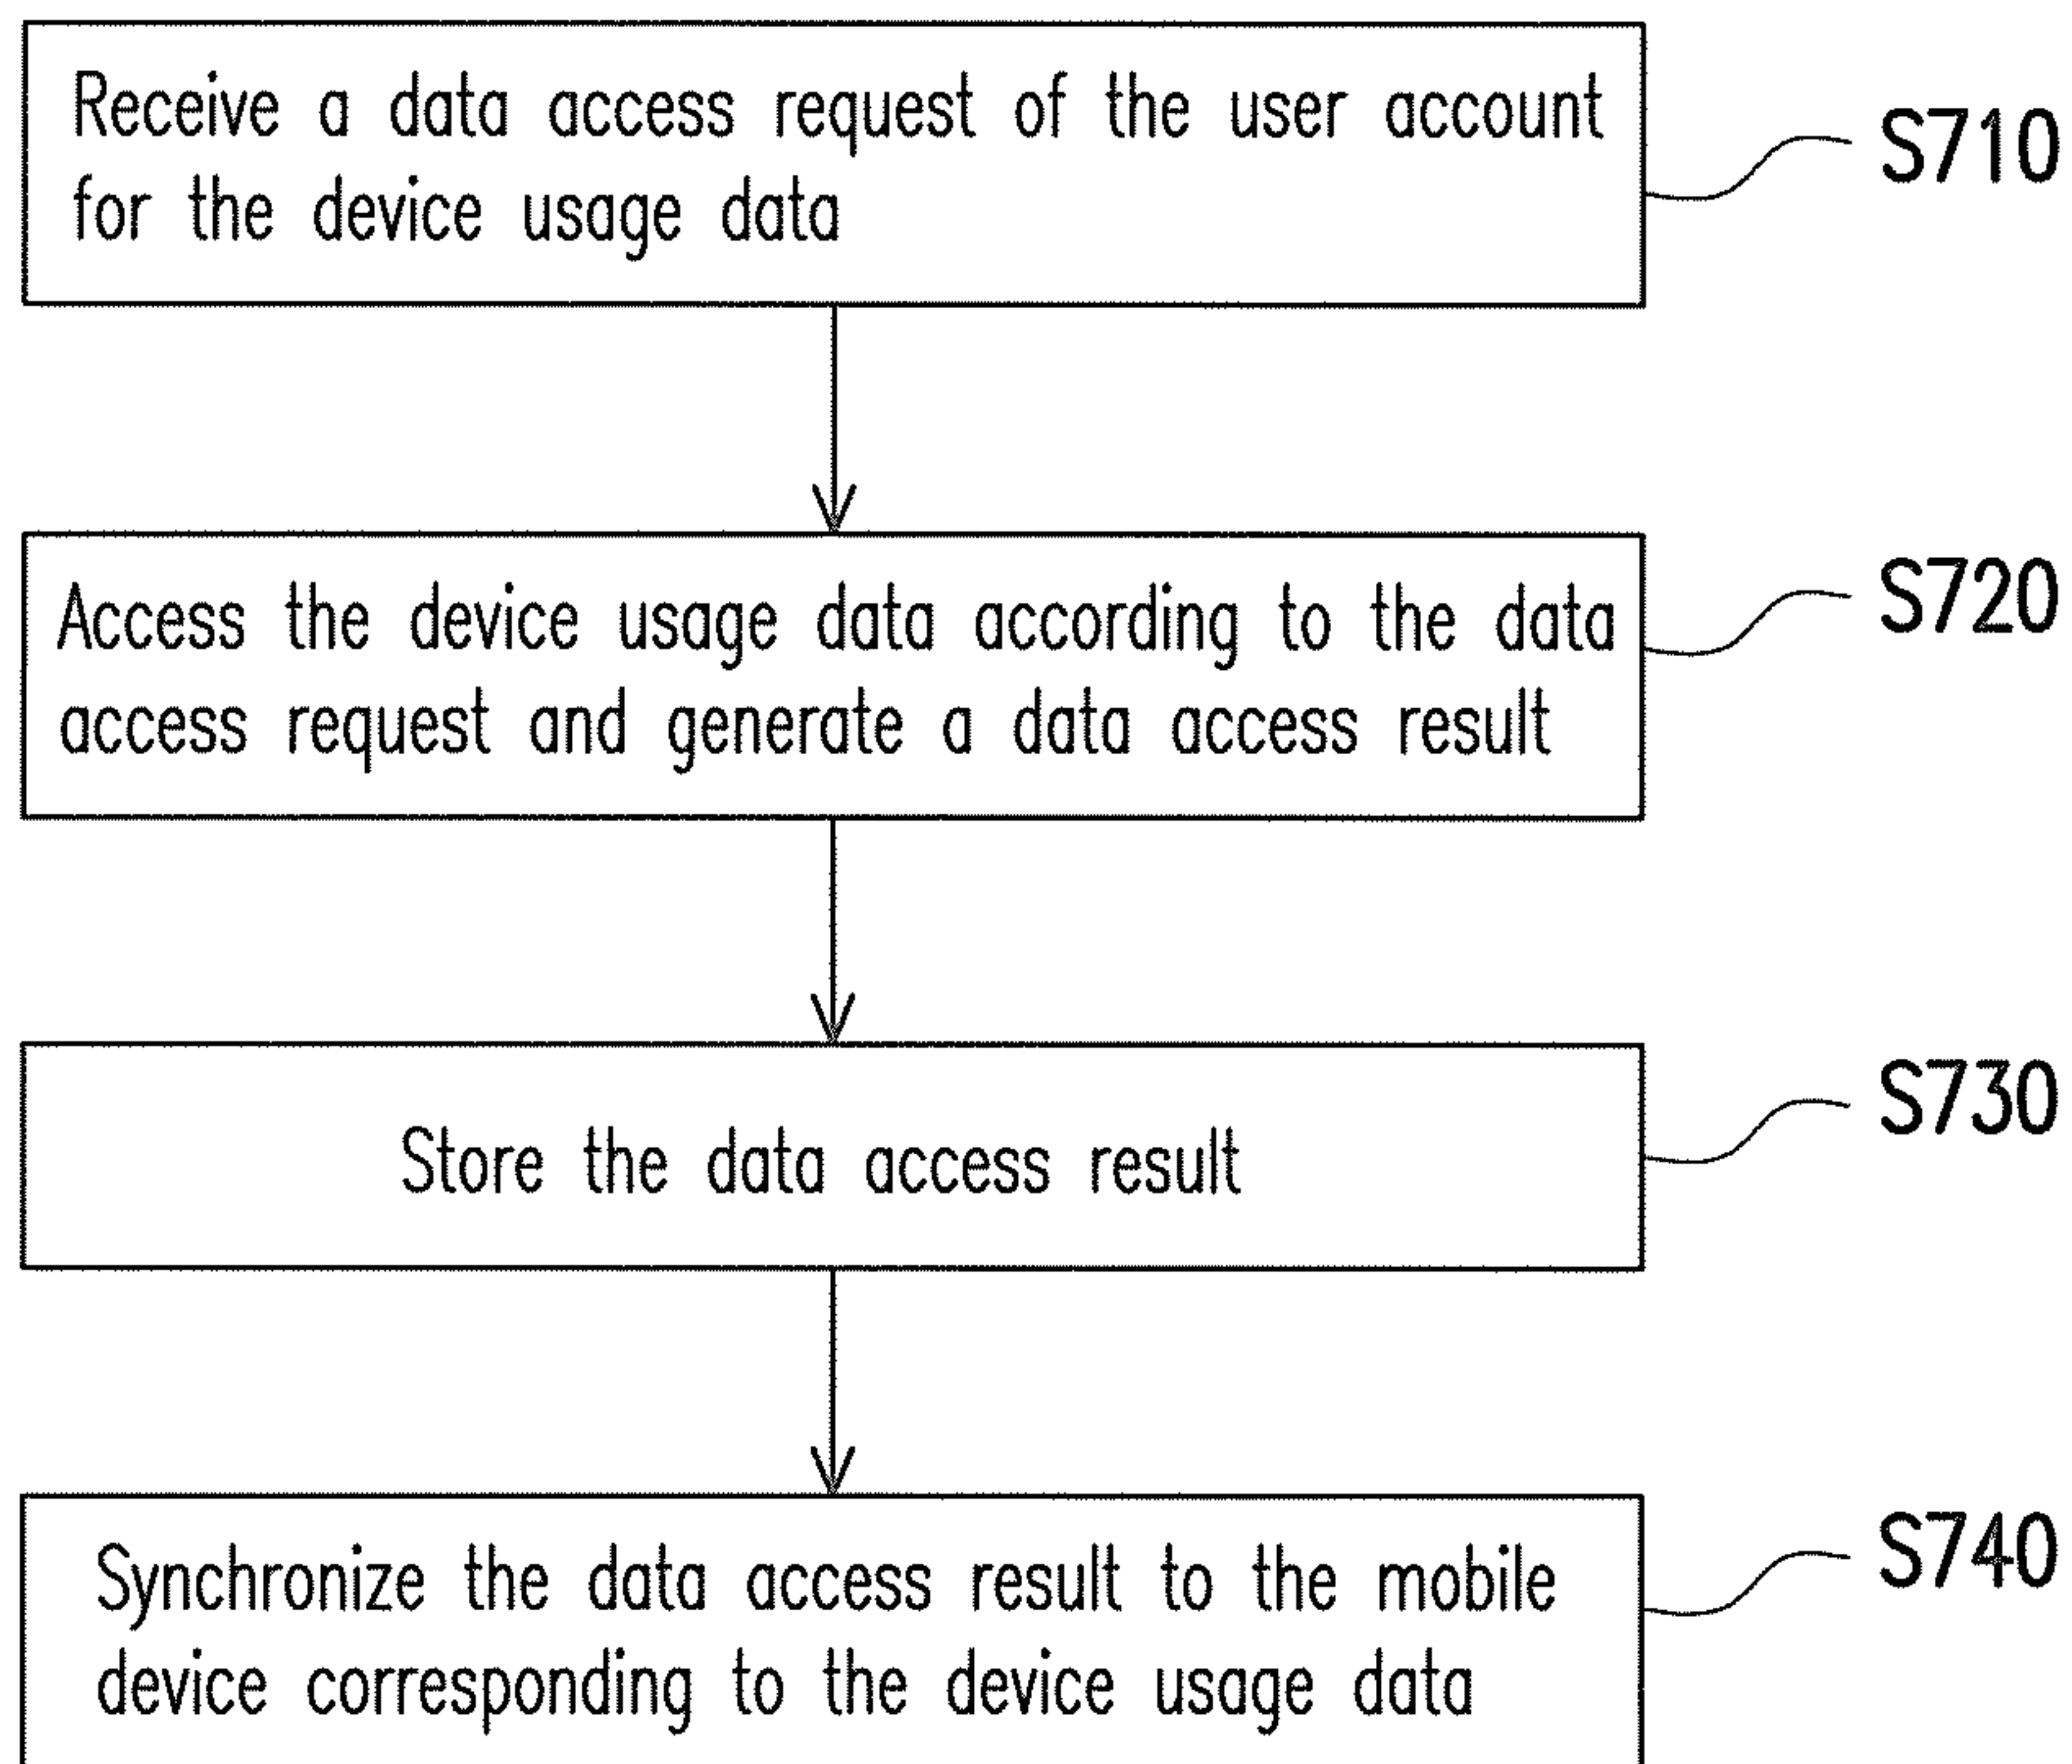 Receive a data access request of the user account
for the device usage data
S710
Access the device usage data according to the data
access request and generate a data access result
S720
Store the data access result
S730
Synchronize the data access result to the mobile
device corresponding to the device usage data
S740